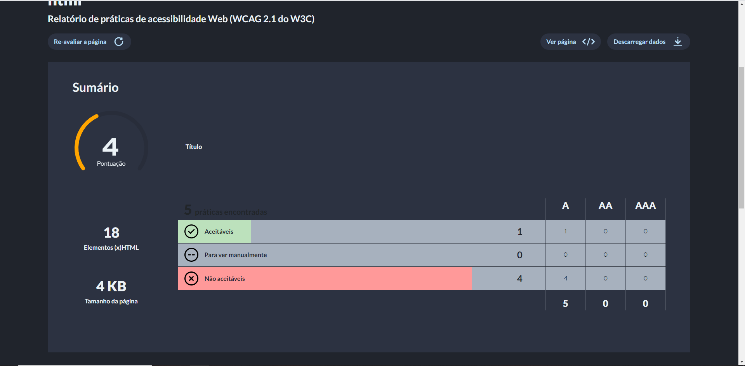 html
Relatório de práticas de acessibilidade Web (WCAG 2.1 do W3C)
Re-avaliar a página
Ver página </>
Descarregar dados
Sumário
4
Pontuação
Título
18
Elementos (x)HTML
4 KB
Tamanho da página
5 práticas encontradas
A AA AAA
Aceitáveis 1 1 0 0
Para ver manualmente 0 0 0 0
Não aceitáveis 4 4 0 0
5 0 0